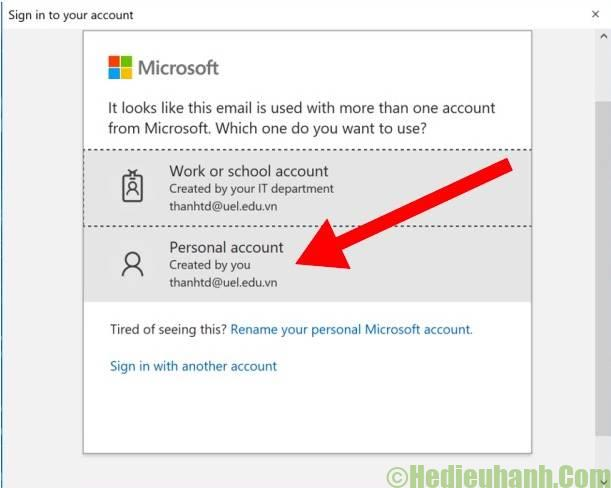 Sign in to your account
Microsoft
It looks like this email is used with more than one account
from Microsoft. Which one do you want to use?
Work or school account
Created by your IT department
thanhtd@uel.edu.vn
Personal account
Created by you
thanhtd@uel.edu.vn
Tired of seeing this? Rename your personal Microsoft account.
Sign in with another account
©Hedieuhanh.Com